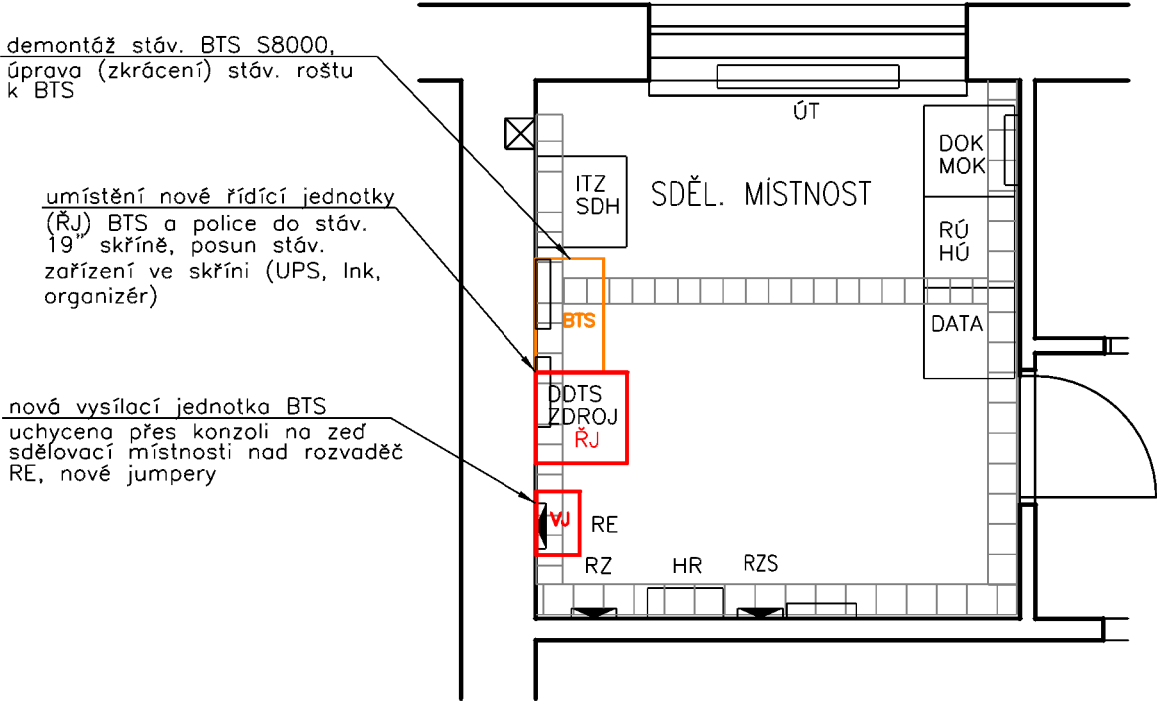 demontáž stáv. BTS S8000,
úprava (zkrácení) stáv. roštu
k BTS
umístění nové řídící jednotky
(ŘJ) BTS a police do stáv.
19" skříně, posun stáv.
zařízení ve skříni (UPS, Ink,
organizér)
nová vysílací jednotka BTS
uchycena přes konzoli na zeď
sdělovací místnosti nad rozvaděč
RE, nové jumpery
ÚT
ITZ
SDH
SDĚL. MÍSTNOST
DOK
MOK
RÚ
HÚ
DATA
BTS
DDTS
ZDROJ
ŘJ
VJ
RE
RZ
HR
RZS